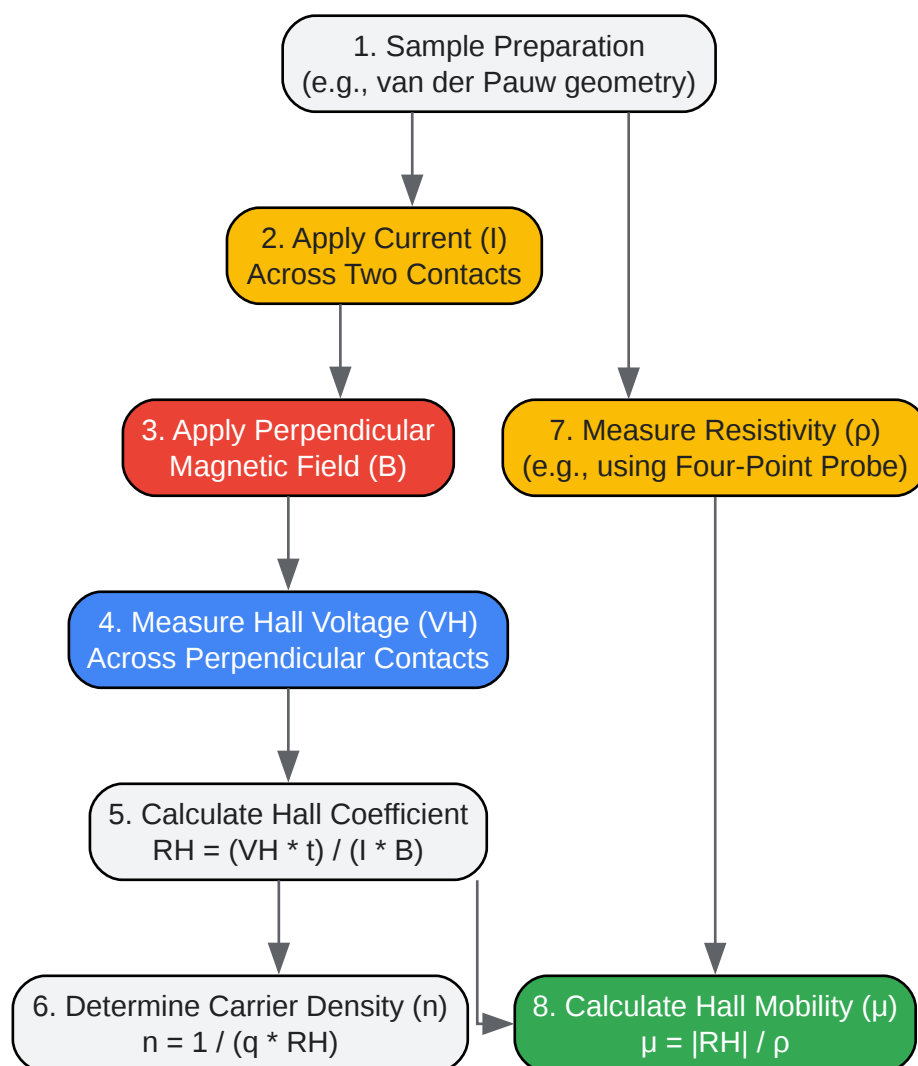 1. Sample Preparation
(e.g., van der Pauw geometry)
2. Apply Current (I)
Across Two Contacts
3. Apply Perpendicular
Magnetic Field (B)
7. Measure Resistivity (ρ)
(e.g., using Four-Point Probe)
4. Measure Hall Voltage (VH)
Across Perpendicular Contacts
5. Calculate Hall Coefficient
RH = (VH * t) / (I * B)
6. Determine Carrier Density (n)
n = 1 / (q * RH)
8. Calculate Hall Mobility (μ)
μ = |RH| / ρ